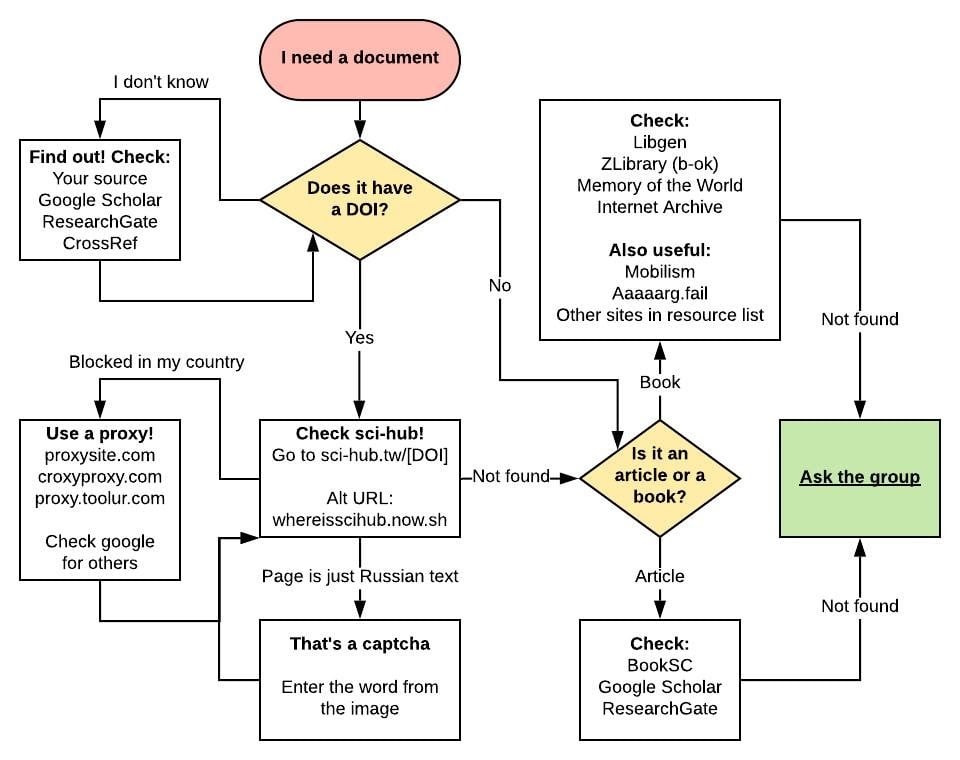 I need a document
I don't know
Find out! Check:
Your source
Google Scholar
ResearchGate
CrossRef
Does it have
a DOI?
Check:
Libgen
ZLibrary (b-ok)
Memory of the World
Internet Archive
Also useful:
Mobilism
Aaaaarg.fail
Other sites in resource list
No
Yes
Not found
Blocked in my country
Book
Use a proxy!
proxysite.com
croxyproxy.com
proxy.toolur.com
Check google
for others
Check sci-hub!
Go to sci-hub.tw/[DOI]
Alt URL:
whereisscihub.now.sh
Not found
Is it an
article or a
book?
Ask the group
Page is just Russian text
Article
Not found
That's a captcha
Enter the word from
the image
Check:
BookSC
Google Scholar
ResearchGate